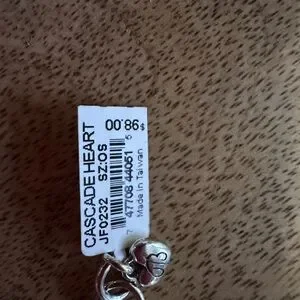 CASCADE HEART
JF0232 SZ:OS
$98.00
7 47708 44061 5
Made in Taiwan